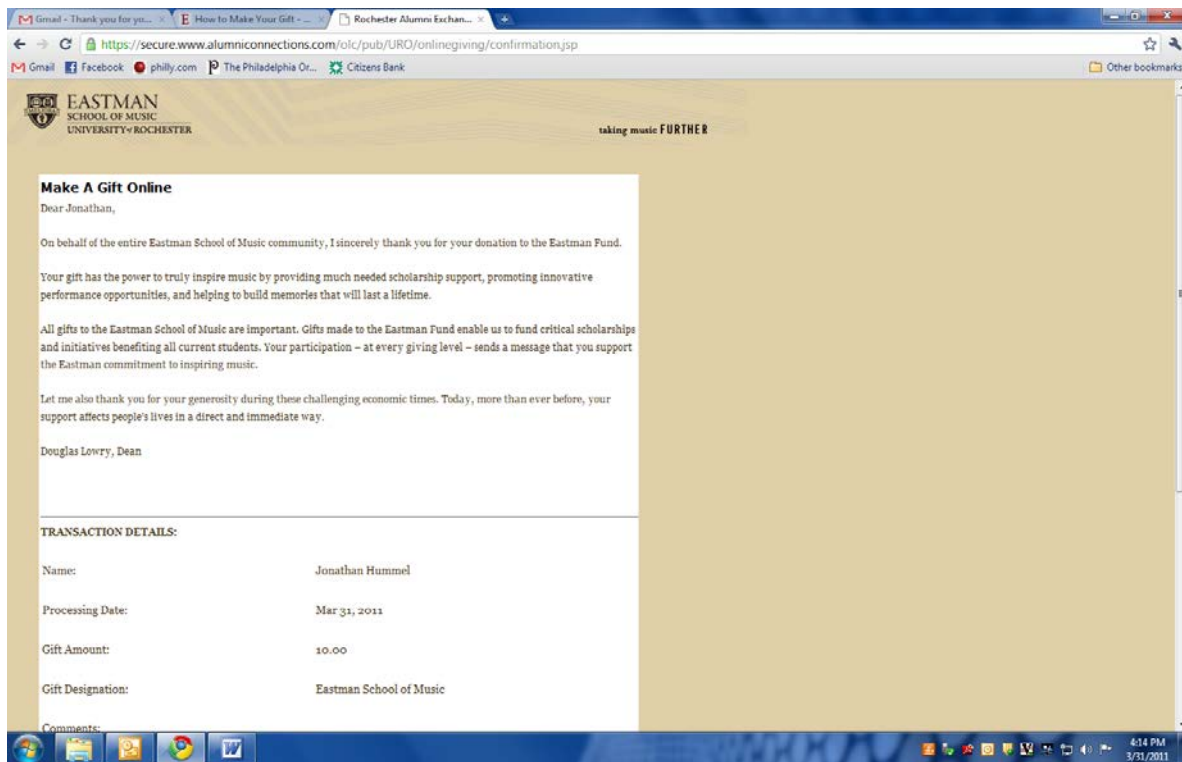 Gmail - Thank you for yo...
How to Make Your Gift - ...
Rochester Alumni Exchan...
https://secure.www.alumniconnections.com/olc/pub/URO/onlinegiving/confirmation.jsp
Gmail Facebook philly.com The Philadelphia Or... Citizens Bank Other bookmarks
EASTMAN
SCHOOL OF MUSIC
UNIVERSITY of ROCHESTER
taking music FURTHER
Make A Gift Online
Dear Jonathan,
On behalf of the entire Eastman School of Music community, I sincerely thank you for your donation to the Eastman Fund.
Your gift has the power to truly inspire music by providing much needed scholarship support, promoting innovative
performance opportunities, and helping to build memories that will last a lifetime.
All gifts to the Eastman School of Music are important. Gifts made to the Eastman Fund enable us to fund critical scholarships
and initiatives benefiting all current students. Your participation – at every giving level – sends a message that you support
the Eastman commitment to inspiring music.
Let me also thank you for your generosity during these challenging economic times. Today, more than ever before, your
support affects people's lives in a direct and immediate way.
Douglas Lowry, Dean
TRANSACTION DETAILS:
Name: Jonathan Hummel
Processing Date: Mar 31, 2011
Gift Amount: 10.00
Gift Designation: Eastman School of Music
Comments:
4:14 PM
3/31/2011